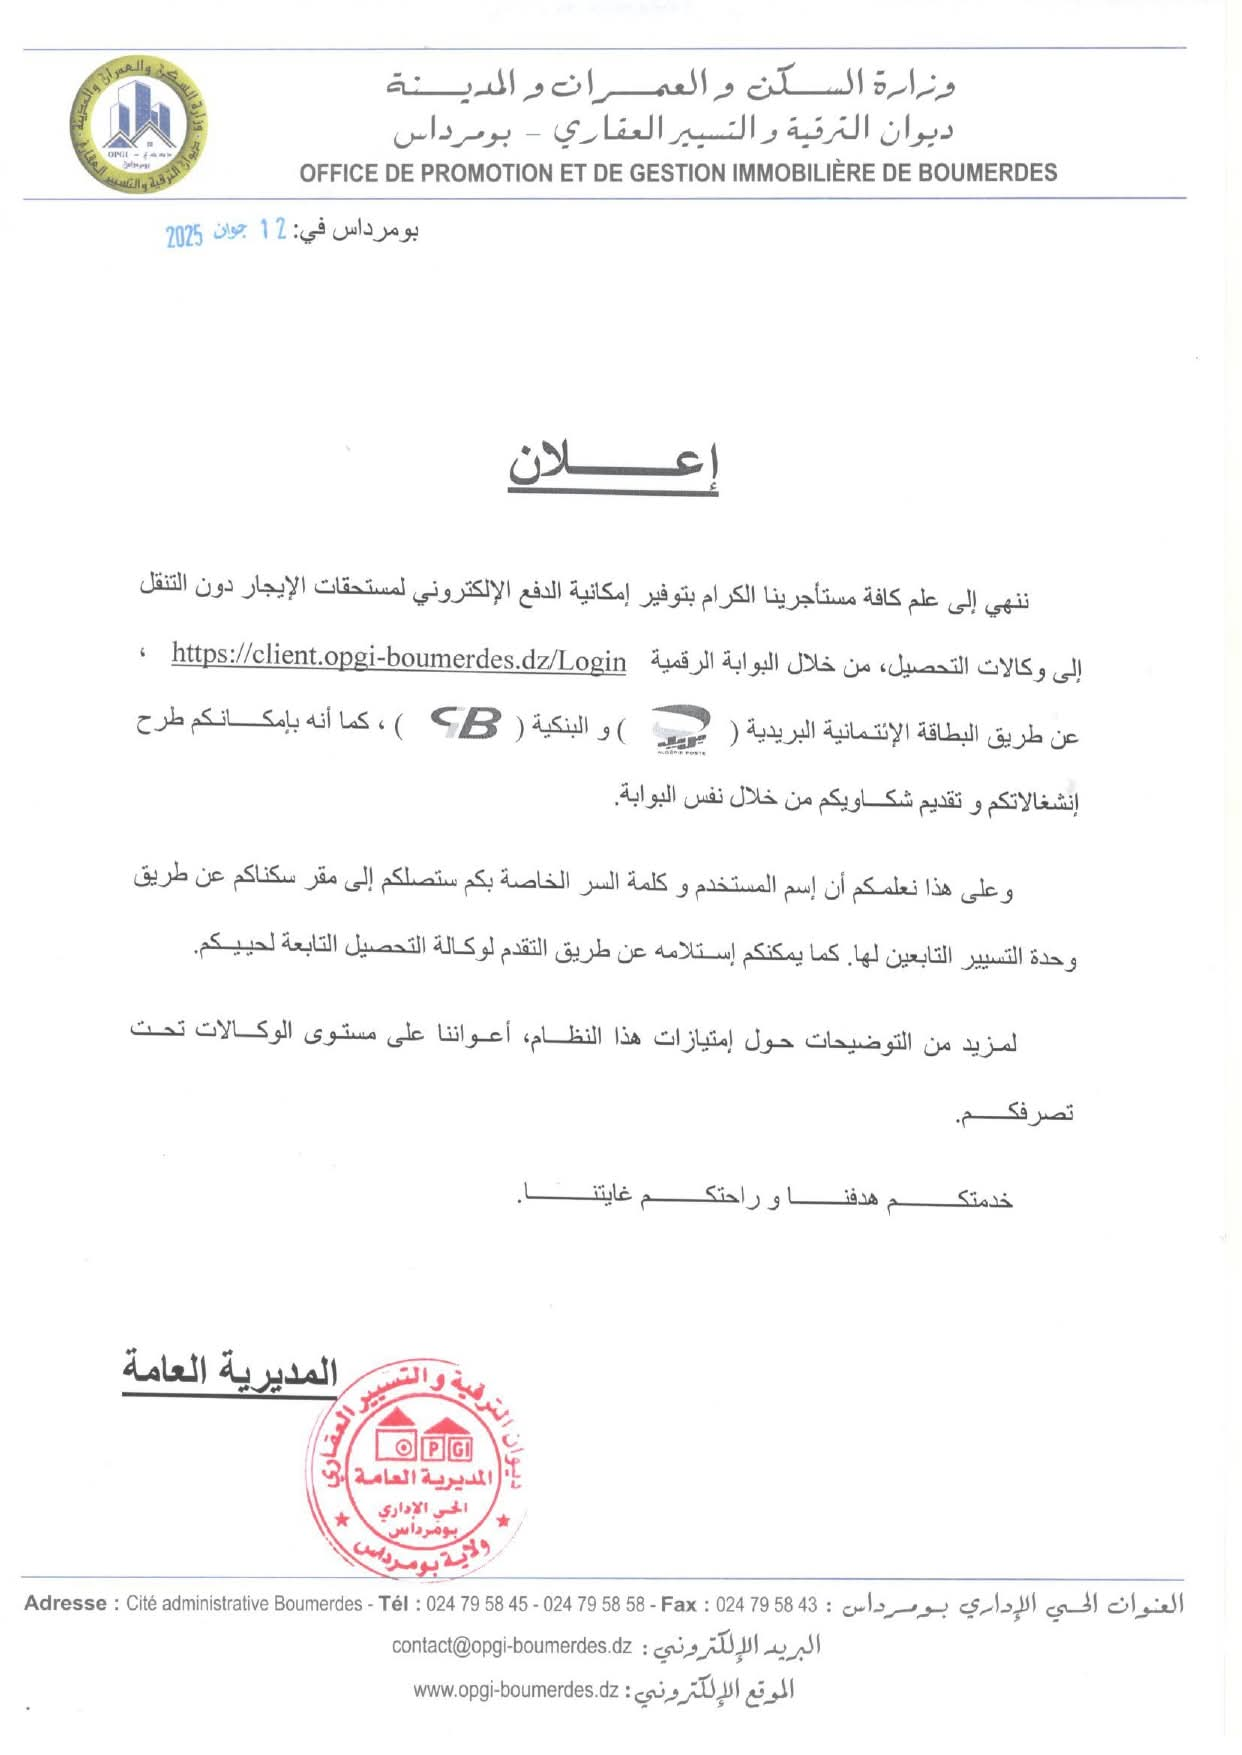 وزارة السكن و العمران و المدينة
ديوان الترقية و التسيير العقاري – بومرداس
OFFICE DE PROMOTION ET DE GESTION IMMOBILIÈRE DE BOUMERDES
وزارة السكن والعمران والمدينة
ديوان الترقية والتسيير العقاري
OPGI
بومرداس
بومرداس في: 12 جوان 2025
إعلان
ننهي إلى علم كافة مستأجرينا الكرام بتوفير إمكانية الدفع الإلكتروني لمستحقات الإيجار دون التنقل
إلى وكالات التحصيل، من خلال البوابة الرقمية https://client.opgi-boumerdes.dz/Login ،
عن طريق البطاقة الإئتمانية البريدية ( بريد ALGÉRIE POSTE ) و البنكية ( CIB ) ، كما أنه بإمكانكم طرح
إنشغالاتكم و تقديم شكاويكم من خلال نفس البوابة.
وعلى هذا نعلمكم أن إسم المستخدم و كلمة السر الخاصة بكم ستصلكم إلى مقر سكناكم عن طريق
وحدة التسيير التابعين لها. كما يمكنكم إستلامه عن طريق التقدم لوكالة التحصيل التابعة لحييكم.
لمزيد من التوضيحات حول إمتيازات هذا النظام، أعواننا على مستوى الوكالات تحت
تصرفكم.
خدمتكم هدفنا و راحتكم غايتنا.
المديرية العامة
ديوان الترقية والتسيير العقاري
OPGI
المديرية العامة
الحي الإداري
بومرداس
ولاية بومرداس
Adresse : Cité administrative Boumerdes - Tél : 024 79 58 45 - 024 79 58 58 - Fax : 024 79 58 43 : العنوان الحي الإداري بومرداس
البريد الإلكتروني : contact@opgi-boumerdes.dz
الموقع الإلكتروني : www.opgi-boumerdes.dz